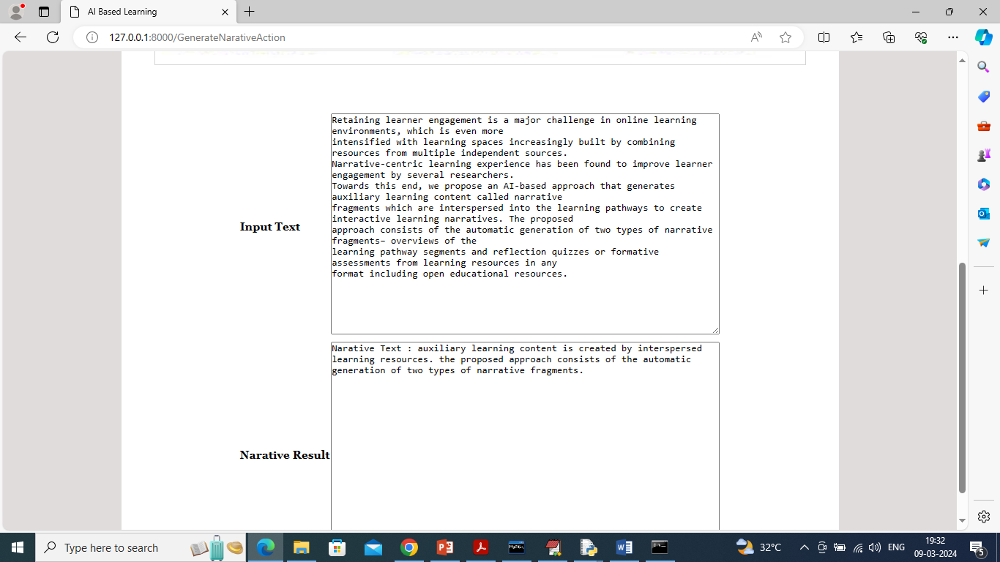 AI Based Learning
127.0.0.1:8000/GenerateNarativeAction
Retaining learner engagement is a major challenge in online learning
environments, which is even more
intensified with learning spaces increasingly built by combining
resources from multiple independent sources.
Narrative-centric learning experience has been found to improve learner
engagement by several researchers.
Towards this end, we propose an AI-based approach that generates
auxiliary learning content called narrative
fragments which are interspersed into the learning pathways to create
interactive learning narratives. The proposed
approach consists of the automatic generation of two types of narrative
fragments– overviews of the
learning pathway segments and reflection quizzes or formative
assessments from learning resources in any
format including open educational resources.
Input Text
Narative Text : auxiliary learning content is created by interspersed
learning resources. the proposed approach consists of the automatic
generation of two types of narrative fragments.
Narative Result
Type here to search
32°C
ENG
19:32
09-03-2024
5